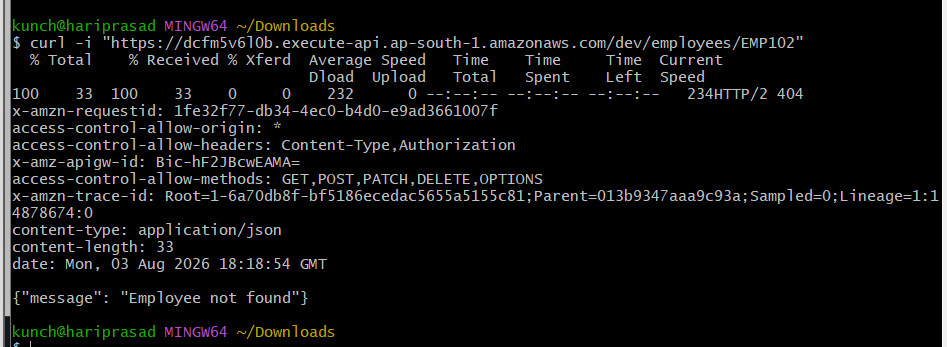 kunch@hariprasad MINGW64 ~/Downloads
$ curl -i "https://dcfm5v6l0b.execute-api.ap-south-1.amazonaws.com/dev/employees/EMP102"
  % Total    % Received % Xferd  Average Speed   Time    Time     Time  Current
                                 Dload  Upload   Total   Spent    Left  Speed
100    33  100    33    0     0    232      0 --:--:-- --:--:-- --:--:--   234HTTP/2 404
x-amzn-requestid: 1fe32f77-db34-4ec0-b4d0-e9ad3661007f
access-control-allow-origin: *
access-control-allow-headers: Content-Type,Authorization
x-amz-apigw-id: Bic-hF2JBcwEAMA=
access-control-allow-methods: GET,POST,PATCH,DELETE,OPTIONS
x-amzn-trace-id: Root=1-6a70db8f-bf5186ecedac5655a5155c81;Parent=013b9347aaa9c93a;Sampled=0;Lineage=1:1
4878674:0
content-type: application/json
content-length: 33
date: Mon, 03 Aug 2026 18:18:54 GMT

{"message": "Employee not found"}

kunch@hariprasad MINGW64 ~/Downloads
$